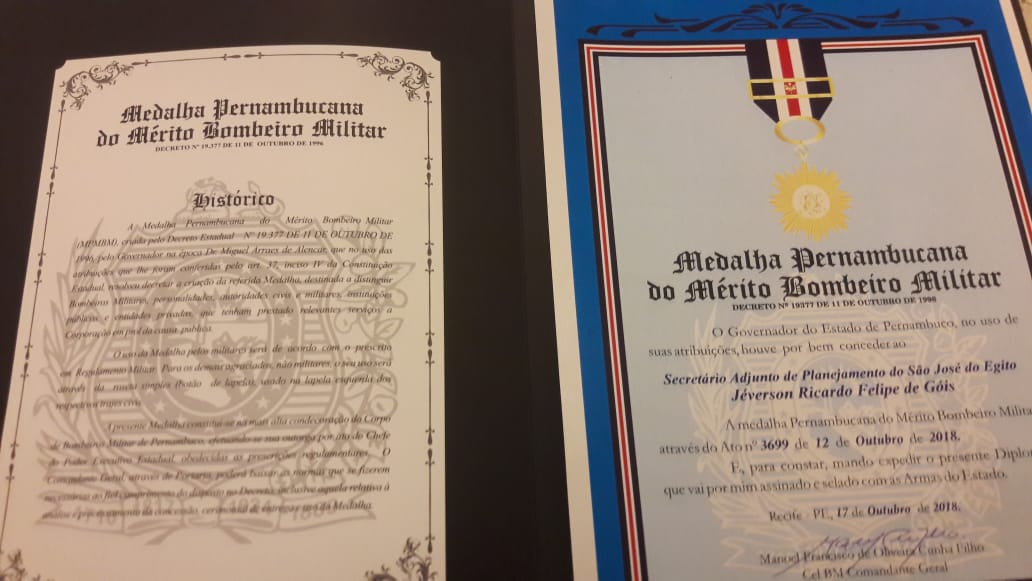 Medalha Pernambucana
do Mérito Bombeiro Militar
DECRETO Nº 19.377 DE 11 DE OUTUBRO DE 1996
Histórico
A Medalha Pernambucana do Mérito Bombeiro Militar
(MPMBM), criada pelo Decreto Estadual Nº 19.377 DE 11 DE OUTUBRO DE
1996, pelo Governador na época Dr. Miguel Arraes de Alencar, que no uso das
atribuições que lhe foram conferidas pelo art. 37, inciso IV da Constituição
Estadual, resolveu decretar a criação da referida Medalha, destinada a distinguir
Bombeiros Militares, personalidades, autoridades civis e militares, instituições
públicas e entidades privadas, que tenham prestado relevantes serviços a
Corporação em prol da causa pública.
O uso da Medalha pelos militares será de acordo com o prescrito
em Regulamento Militar. Para os demais agraciados, não militares, o seu uso será
através da roseta simples (botão de lapela), usado na lapela esquerda dos
respectivos trajes civis.
A presente Medalha constitui-se na mais alta condecoração do Corpo
de Bombeiros Militar de Pernambuco, efetuando-se sua outorga por ato do Chefe
do Poder Executivo Estadual, obedecidas as prescrições regulamentares. O
Comandante Geral, através de Portaria, poderá baixar as normas que se fizerem
necessárias ao fiel cumprimento do disposto no Decreto, inclusive aquela relativa à
análise e processamento da concessão, cerimonial de entrega e uso da Medalha.
Medalha Pernambucana
do Mérito Bombeiro Militar
DECRETO Nº 19377 DE 11 DE OUTUBRO DE 1996
O Governador do Estado de Pernambuco, no uso de
suas atribuições, houve por bem conceder ao
Secretário Adjunto de Planejamento do São José do Egito
Jéverson Ricardo Felipe de Góis
A medalha Pernambucana do Mérito Bombeiro Milita
através do Ato nº 3699 de 12 de Outubro de 2018.
E, para constar, mando expedir o presente Diplom
que vai por mim assinado e selado com as Armas do Estado.
Recife - PE, 17 de Outubro de 2018.
Manoel Francisco de Oliveira Cunha Filho
Cel BM Comandante Geral